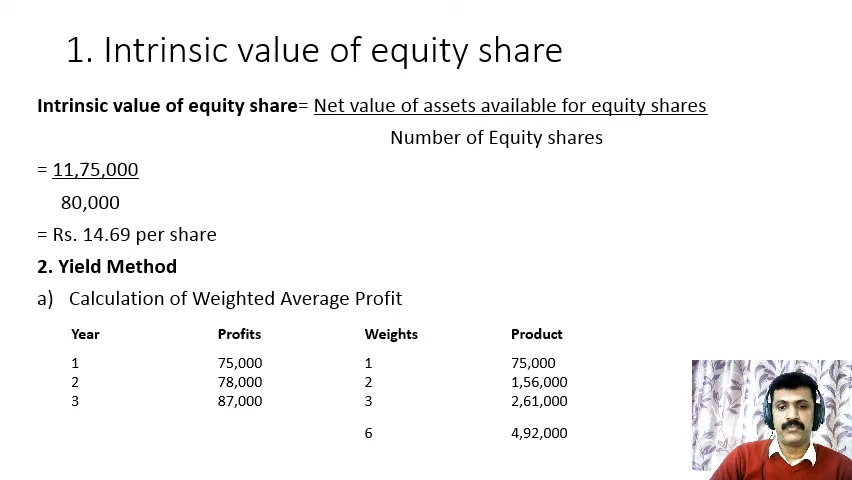 1. Intrinsic value of equity share
Intrinsic value of equity share= Net value of assets available for equity shares
Number of Equity shares
= 11,75,000
80,000
= Rs. 14.69 per share
2. Yield Method
a) Calculation of Weighted Average Profit
Year Profits Weights Product
1 75,000 1 75,000
2 78,000 2 1,56,000
3 87,000 3 2,61,000
6 4,92,000